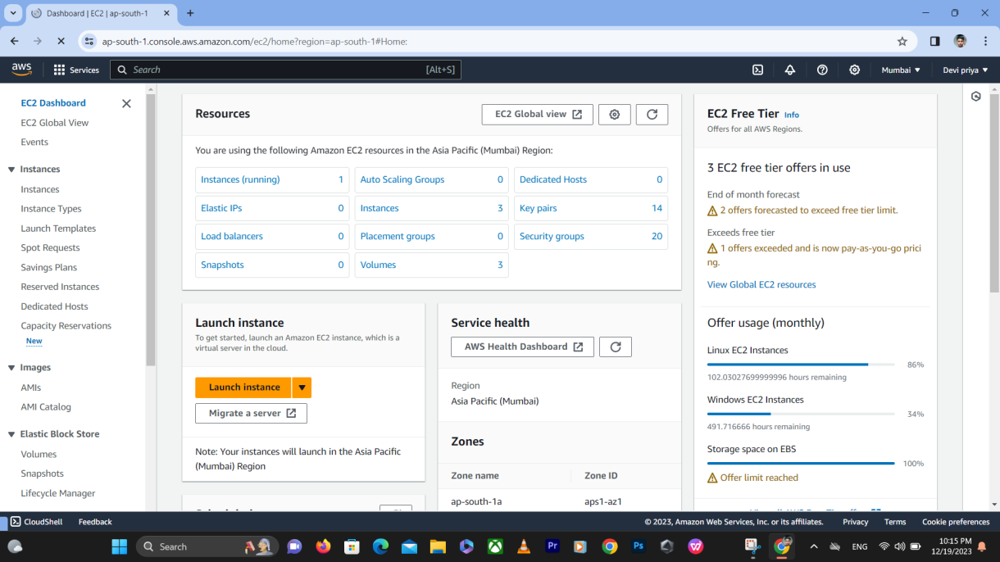 Dashboard | EC2 | ap-south-1
ap-south-1.console.aws.amazon.com/ec2/home?region=ap-south-1#Home:
aws
Services
Search
[Alt+S]
Mumbai
Devi priya
EC2 Dashboard
EC2 Global View
Events
Instances
Instances
Instance Types
Launch Templates
Spot Requests
Savings Plans
Reserved Instances
Dedicated Hosts
Capacity Reservations
New
Images
AMIs
AMI Catalog
Elastic Block Store
Volumes
Snapshots
Lifecycle Manager
Resources
EC2 Global view
You are using the following Amazon EC2 resources in the Asia Pacific (Mumbai) Region:
Instances (running) 1
Auto Scaling Groups 0
Dedicated Hosts 0
Elastic IPs 0
Instances 3
Key pairs 14
Load balancers 0
Placement groups 0
Security groups 20
Snapshots 0
Volumes 3
Launch instance
To get started, launch an Amazon EC2 instance, which is a
virtual server in the cloud.
Launch instance
Migrate a server
Note: Your instances will launch in the Asia Pacific
(Mumbai) Region
Service health
AWS Health Dashboard
Region
Asia Pacific (Mumbai)
Zones
Zone name
Zone ID
ap-south-1a
aps1-az1
EC2 Free Tier Info
Offers for all AWS Regions.
3 EC2 free tier offers in use
End of month forecast
2 offers forecasted to exceed free tier limit.
Exceeds free tier
1 offers exceeded and is now pay-as-you-go prici
ng.
View Global EC2 resources
Offer usage (monthly)
Linux EC2 Instances
86%
102.03027699999996 hours remaining
Windows EC2 Instances
34%
491.716666 hours remaining
Storage space on EBS
100%
Offer limit reached
CloudShell
Feedback
© 2023, Amazon Web Services, Inc. or its affiliates.
Privacy
Terms
Cookie preferences
Search
Pr
Ps
ENG
10:15 PM
12/19/2023